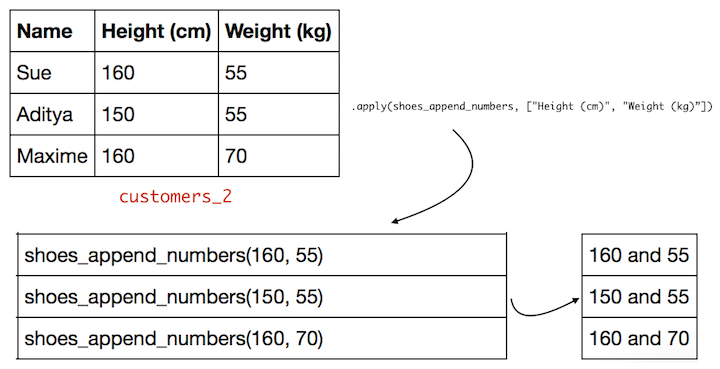 Name Height (cm) Weight (kg)
Sue 160 55
Aditya 150 55
Maxime 160 70
.apply(shoes_append_numbers, ["Height (cm)", "Weight (kg)”])
customers_2
shoes_append_numbers(160, 55) 160 and 55
shoes_append_numbers(150, 55) 150 and 55
shoes_append_numbers(160, 70) 160 and 70